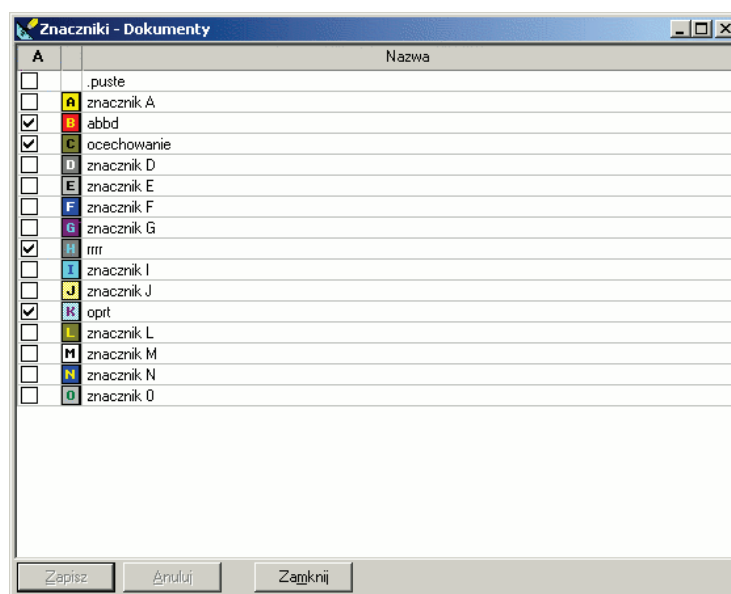 Znaczniki - Dokumenty
A Nazwa
.puste
A znacznik A
B abbd
C ocechowanie
D znacznik D
E znacznik E
F znacznik F
G znacznik G
H rrrr
I znacznik I
J znacznik J
K oprt
L znacznik L
M znacznik M
N znacznik N
O znacznik O
Zapisz Anuluj Zamknij